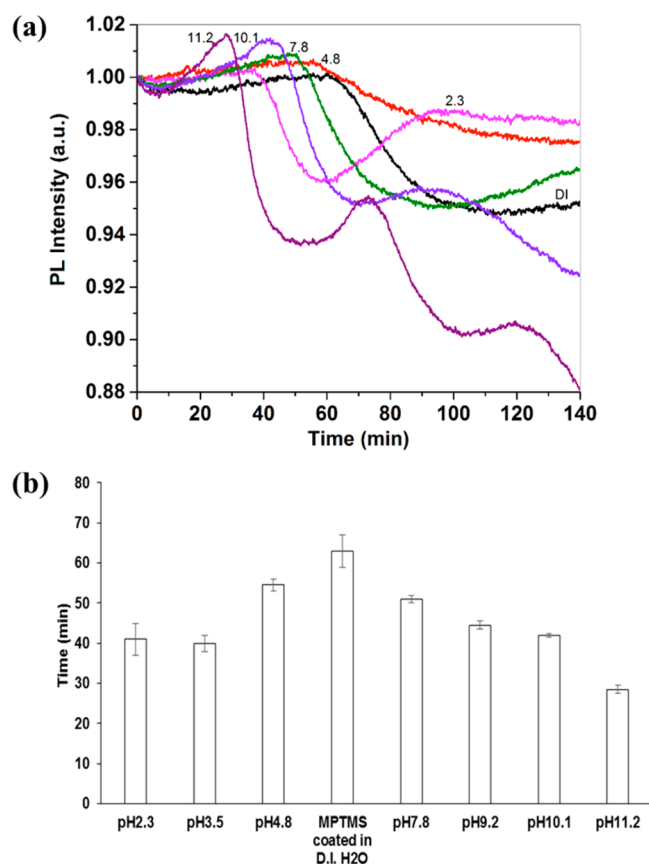 (a)
1.02
1.00
0.98
0.96
0.94
0.92
0.90
0.88
PL Intensity (a.u.)
11.2
10.1
7.8
4.8
2.3
DI
0 20 40 60 80 100 120 140
Time (min)
(b)
80
70
60
50
40
30
20
10
0
Time (min)
pH2.3 pH3.5 pH4.8 MPTMS pH7.8 pH9.2 pH10.1 pH11.2
coated in
D.I. H2O